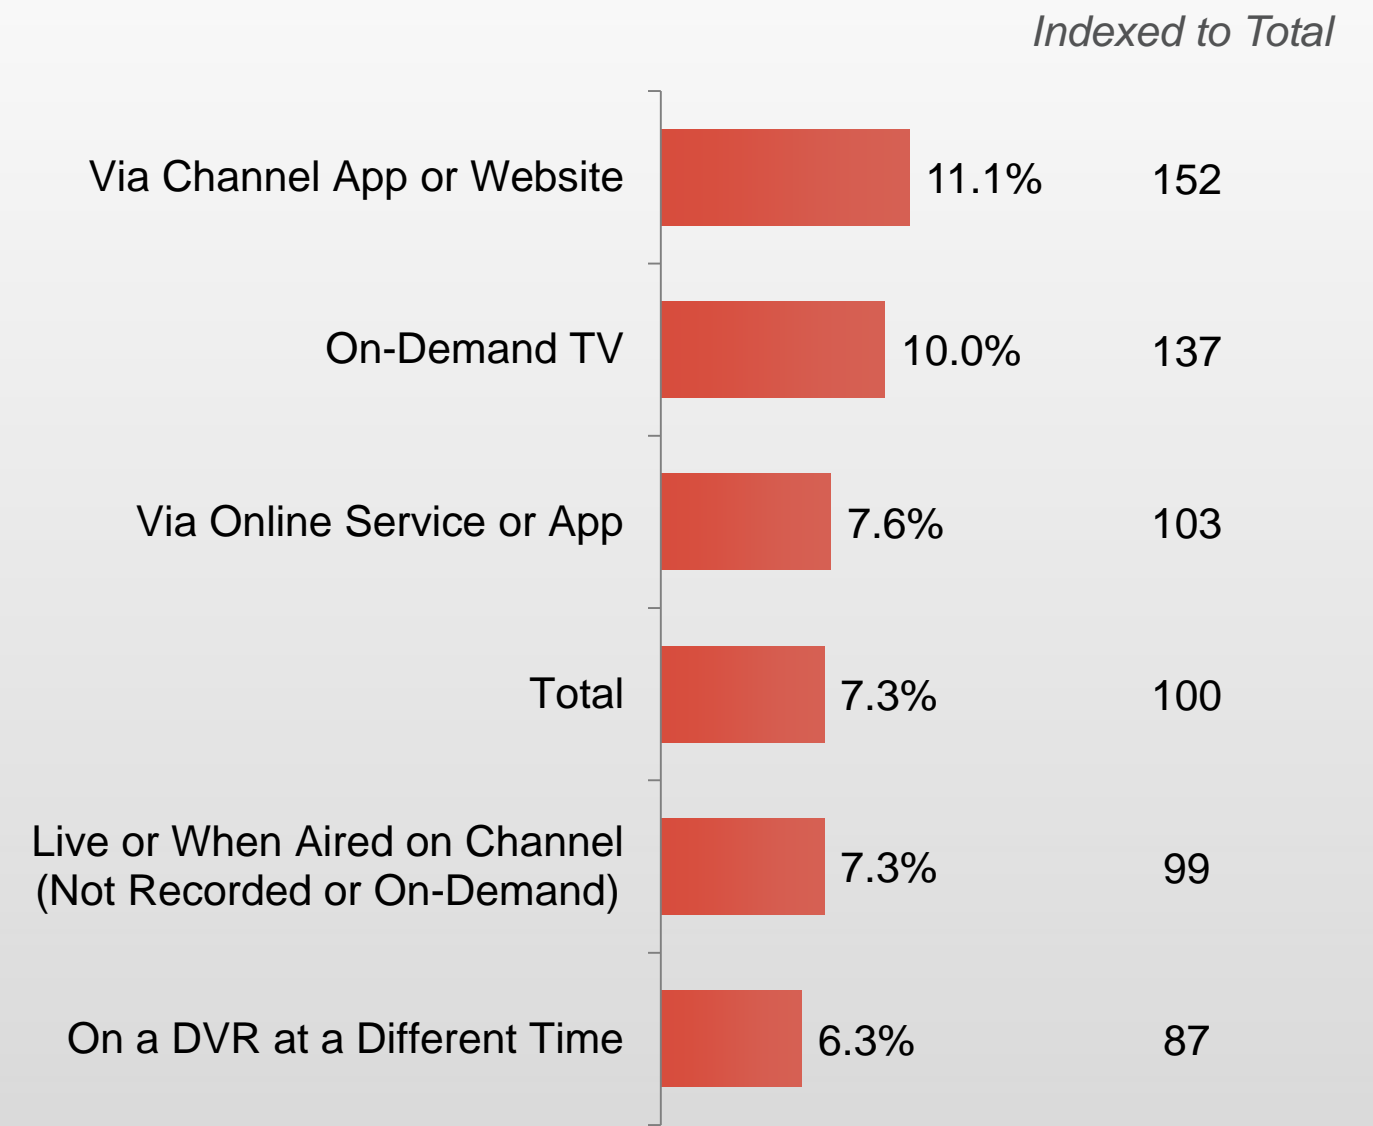 Indexed to Total
Via Channel App or Website 11.1% 152
On-Demand TV 10.0% 137
Via Online Service or App 7.6% 103
Total 7.3% 100
Live or When Aired on Channel
(Not Recorded or On-Demand) 7.3% 99
On a DVR at a Different Time 6.3% 87